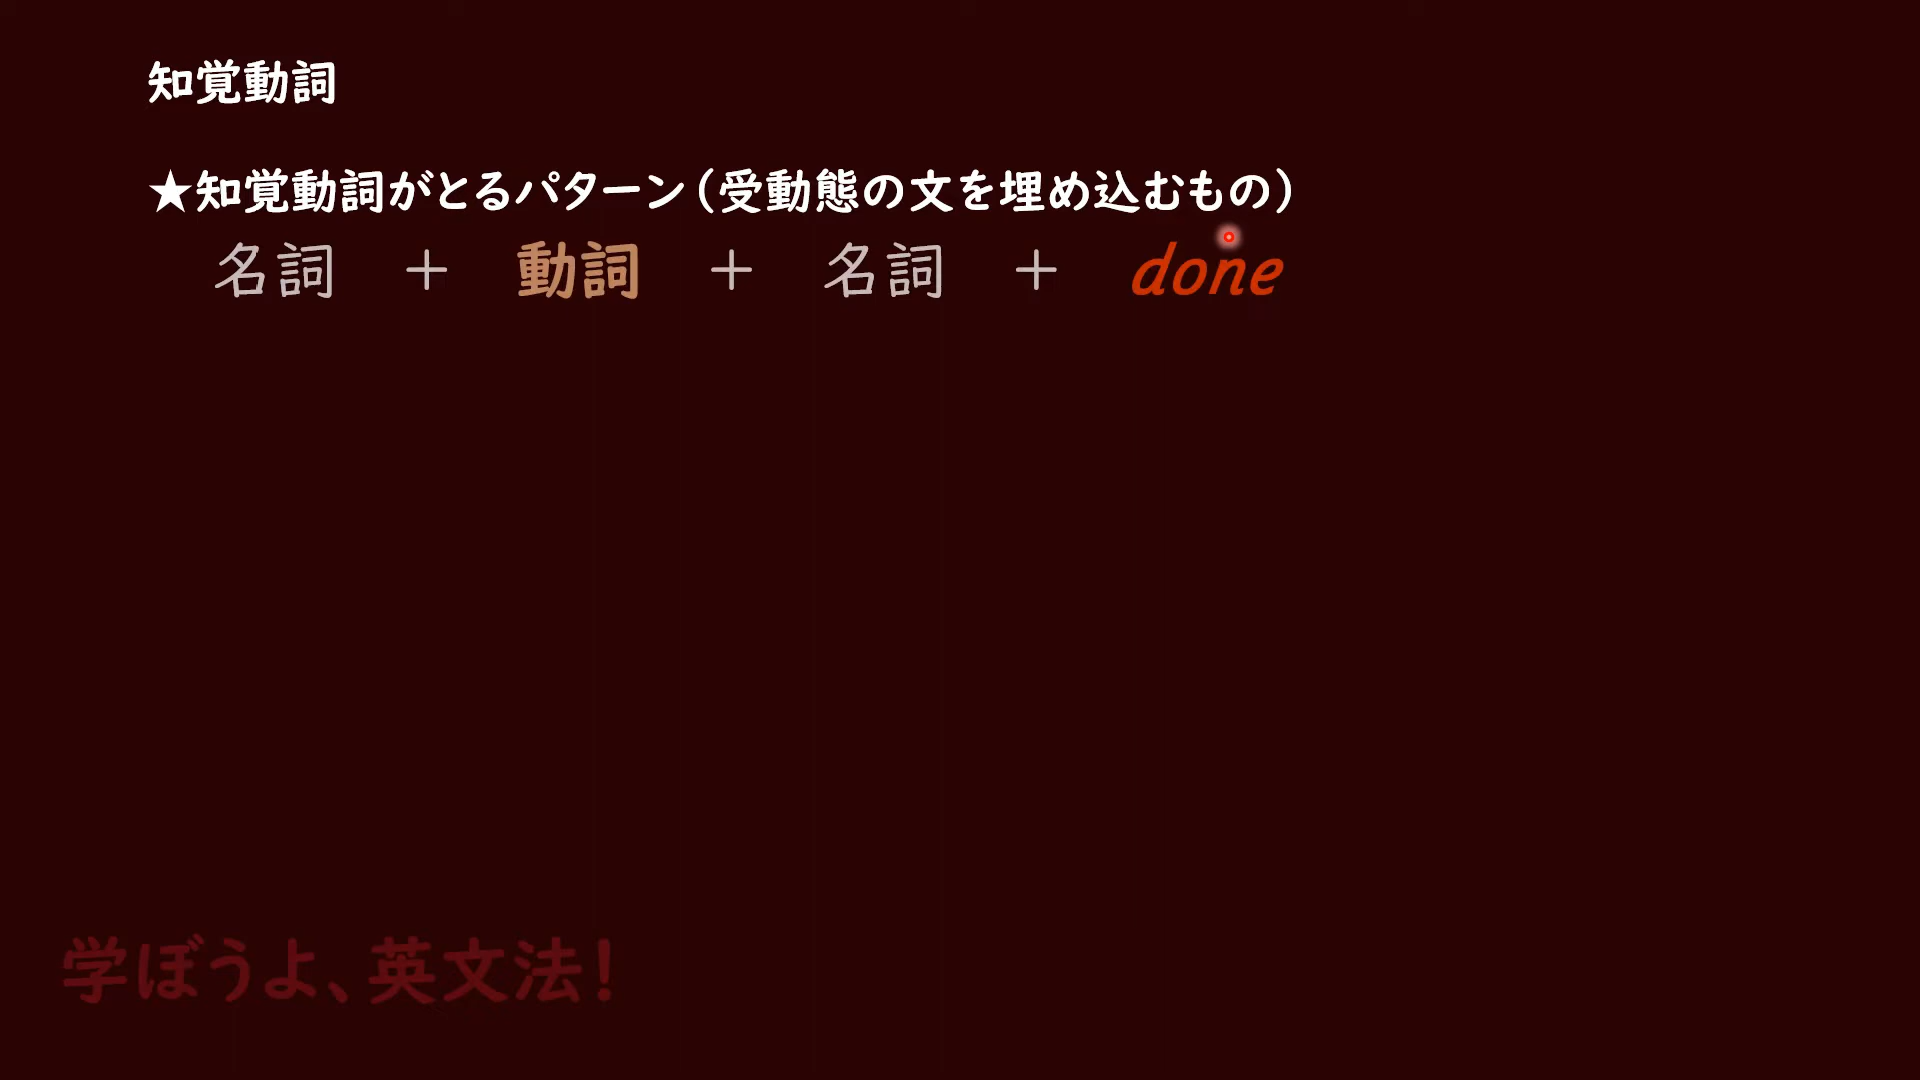 知覚動詞
★知覚動詞がとるパターン(受動態の文を埋め込むもの)
名詞 + 動詞 + 名詞 + done
学ぼうよ、英文法!